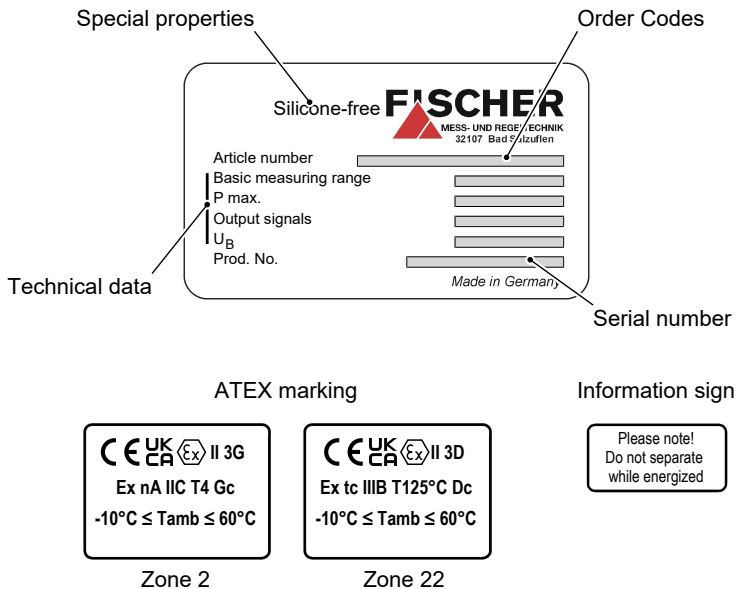 Special properties
Order Codes
Silicone-free FISCHER
MESS- UND REGELTECHNIK
32107 Bad Salzuflen
Article number
Basic measuring range
P max.
Output signals
UB
Prod. No.
Technical data
Made in Germany
Serial number
ATEX marking
Information sign
CE UK CA Ex II 3G
Ex nA IIC T4 Gc
-10°C ≤ Tamb ≤ 60°C
CE UK CA Ex II 3D
Ex tc IIIB T125°C Dc
-10°C ≤ Tamb ≤ 60°C
Please note!
Do not separate
while energized
Zone 2
Zone 22